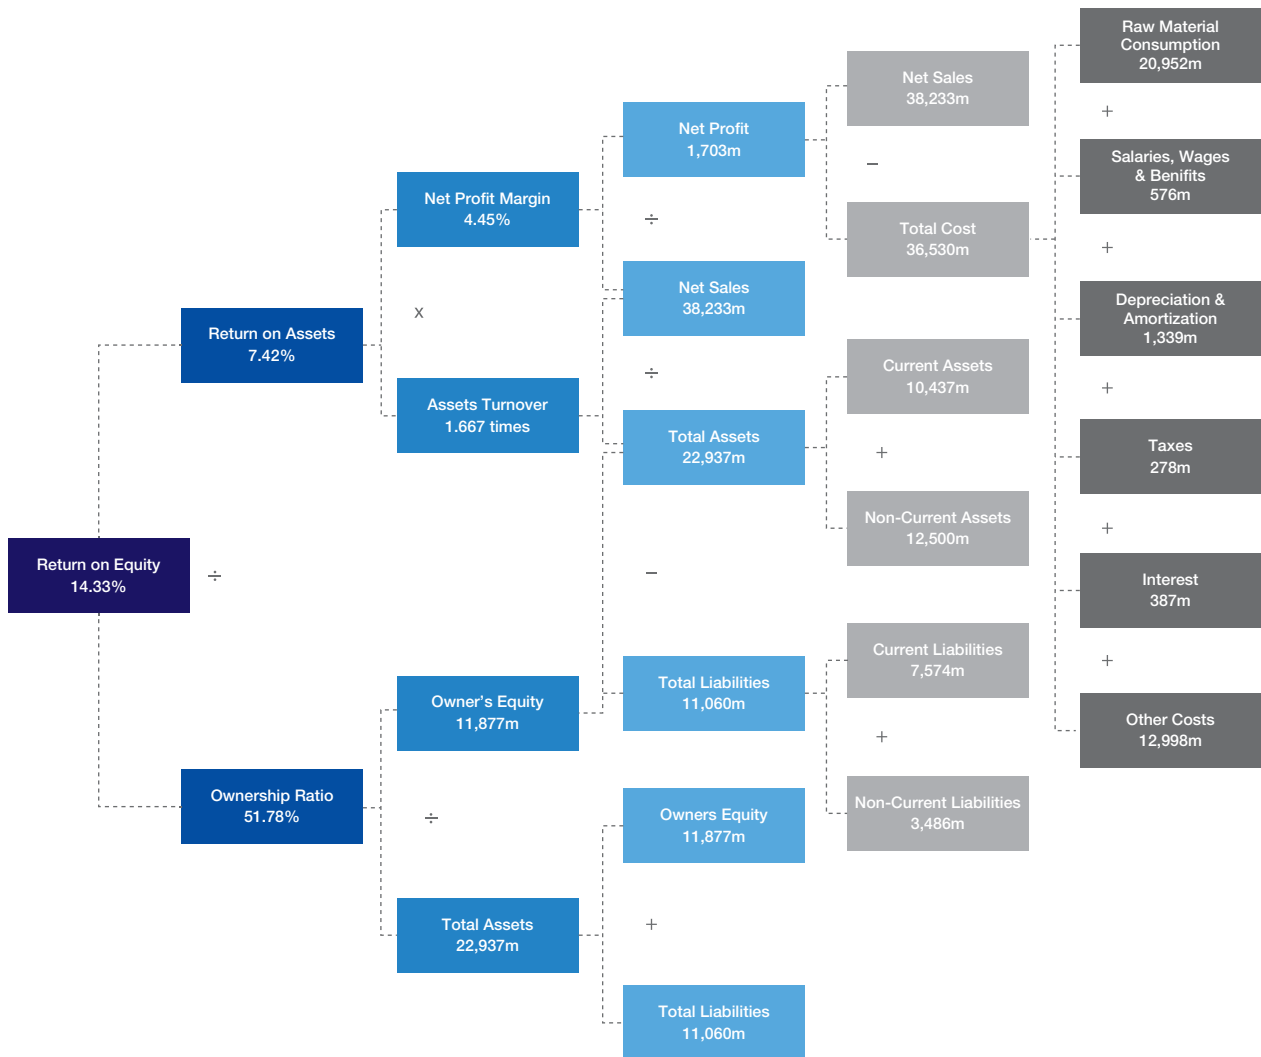 Return on Equity
14.33%
÷
Return on Assets
7.42%
Ownership Ratio
51.78%
Net Profit Margin
4.45%
x
Assets Turnover
1.667 times
Owner's Equity
11,877m
÷
Total Assets
22,937m
Net Profit
1,703m
÷
Net Sales
38,233m
÷
Total Assets
22,937m
−
Total Liabilities
11,060m
Owners Equity
11,877m
+
Total Liabilities
11,060m
Net Sales
38,233m
−
Total Cost
36,530m
Current Assets
10,437m
+
Non-Current Assets
12,500m
Current Liabilities
7,574m
+
Non-Current Liabilities
3,486m
Raw Material
Consumption
20,952m
+
Salaries, Wages
& Benifits
576m
+
Depreciation &
Amortization
1,339m
+
Taxes
278m
+
Interest
387m
+
Other Costs
12,998m